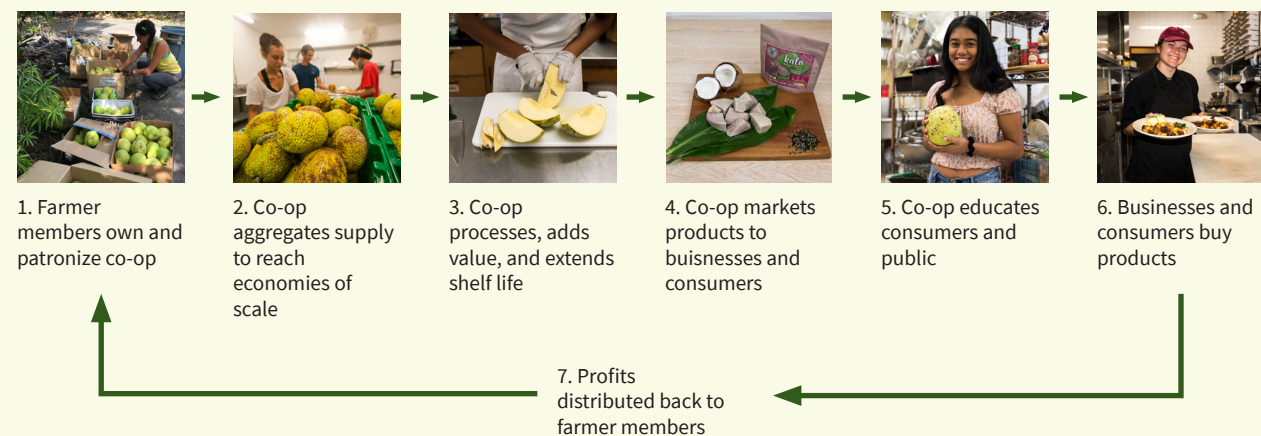 kalo
1. Farmer
members own and
patronize co-op
2. Co-op
aggregates supply
to reach
economies of
scale
3. Co-op
processes, adds
value, and extends
shelf life
4. Co-op markets
products to
buisnesses and
consumers
5. Co-op educates
consumers and
public
6. Businesses and
consumers buy
products
7. Profits
distributed back to
farmer members